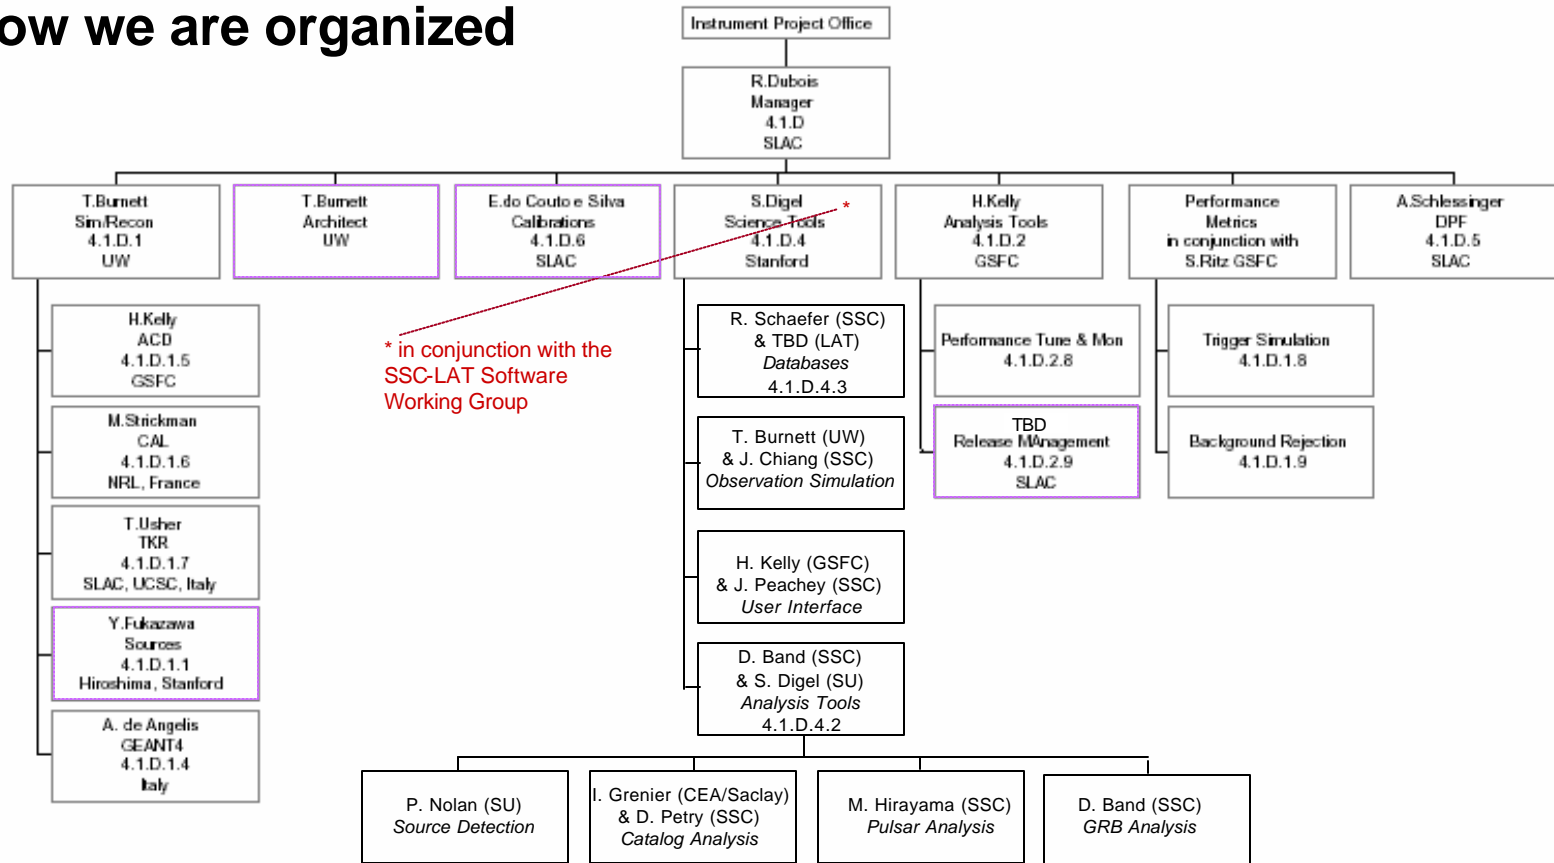 ow we are organized
Instrument Project Office
R.Dubois
Manager
4.1.D
SLAC
T.Burnett
Sim/Recon
4.1.D.1
UW
T.Burnett
Architect
UW
E.do Couto e Silva
Calibrations
4.1.D.6
SLAC
S.Digel
Science Tools
4.1.D.4
Stanford
*
H.Kelly
Analysis Tools
4.1.D.2
GSFC
Performance
Metrics
in conjunction with
S.Ritz GSFC
A.Schlessinger
DPF
4.1.D.5
SLAC
H.Kelly
ACD
4.1.D.1.5
GSFC
M.Strickman
CAL
4.1.D.1.6
NRL, France
T.Usher
TKR
4.1.D.1.7
SLAC, UCSC, Italy
Y.Fukazawa
Sources
4.1.D.1.1
Hiroshima, Stanford
A. de Angelis
GEANT4
4.1.D.1.4
Italy
* in conjunction with the
SSC-LAT Software
Working Group
R. Schaefer (SSC)
& TBD (LAT)
Databases
4.1.D.4.3
T. Burnett (UW)
& J. Chiang (SSC)
Observation Simulation
H. Kelly (GSFC)
& J. Peachey (SSC)
User Interface
D. Band (SSC)
& S. Digel (SU)
Analysis Tools
4.1.D.4.2
Performance Tune & Mon
4.1.D.2.8
TBD
Release MAnagement
4.1.D.2.9
SLAC
Trigger Simulation
4.1.D.1.8
Background Rejection
4.1.D.1.9
P. Nolan (SU)
Source Detection
I. Grenier (CEA/Saclay)
& D. Petry (SSC)
Catalog Analysis
M. Hirayama (SSC)
Pulsar Analysis
D. Band (SSC)
GRB Analysis